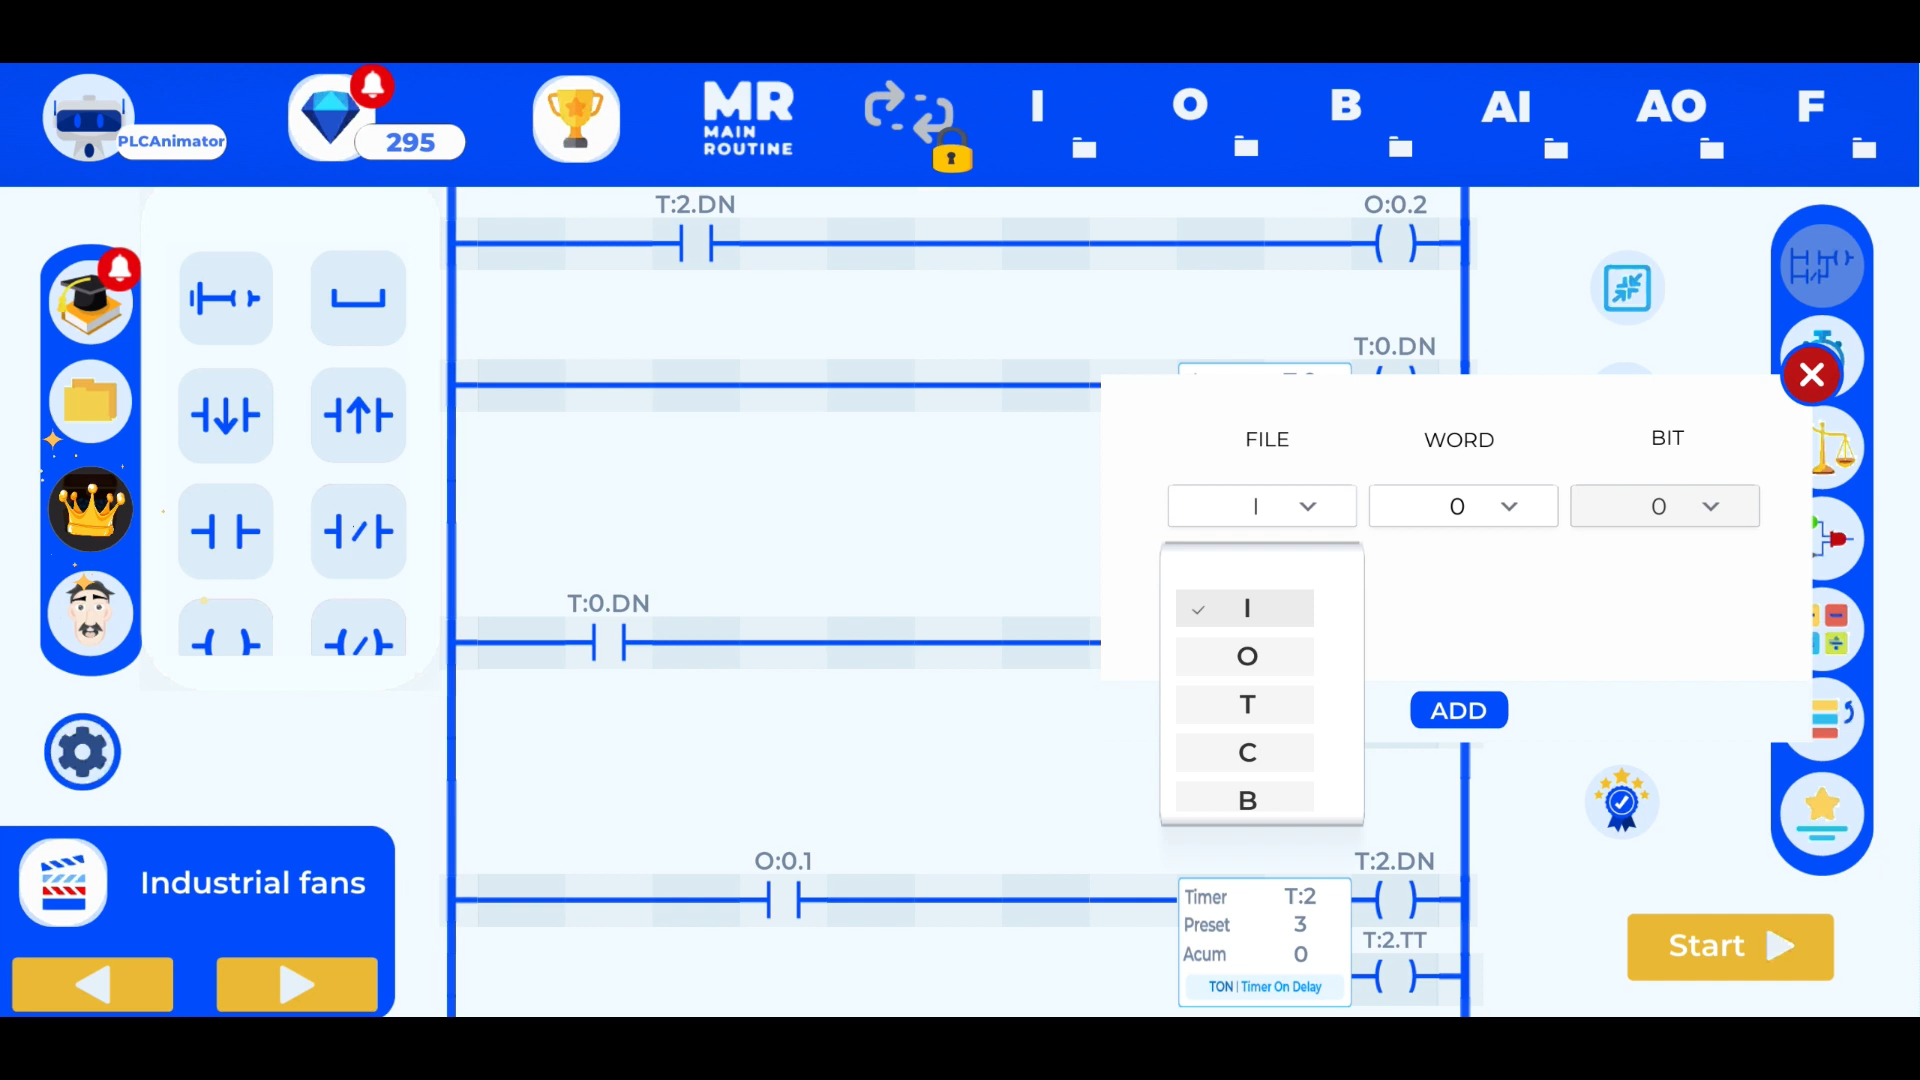 PLCAnimator
295
MR
MAIN
ROUTINE
I
O
B
AI
AO
F
T:2.DN
O:0.2
T:0.DN
FILE
WORD
BIT
I
0
0
I
O
T
C
B
ADD
T:0.DN
O:0.1
T:2.DN
Timer T:2
Preset 3
Acum 0
TON | Timer On Delay
T:2.TT
Industrial fans
Start